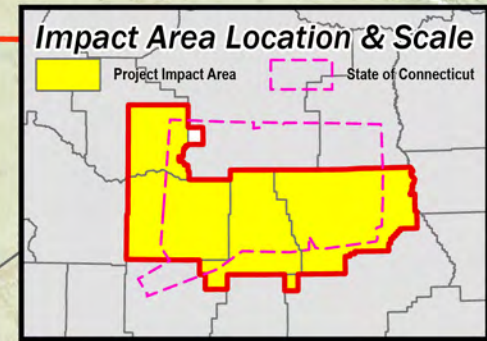 Impact Area Location & Scale
Project Impact Area
State of Connecticut